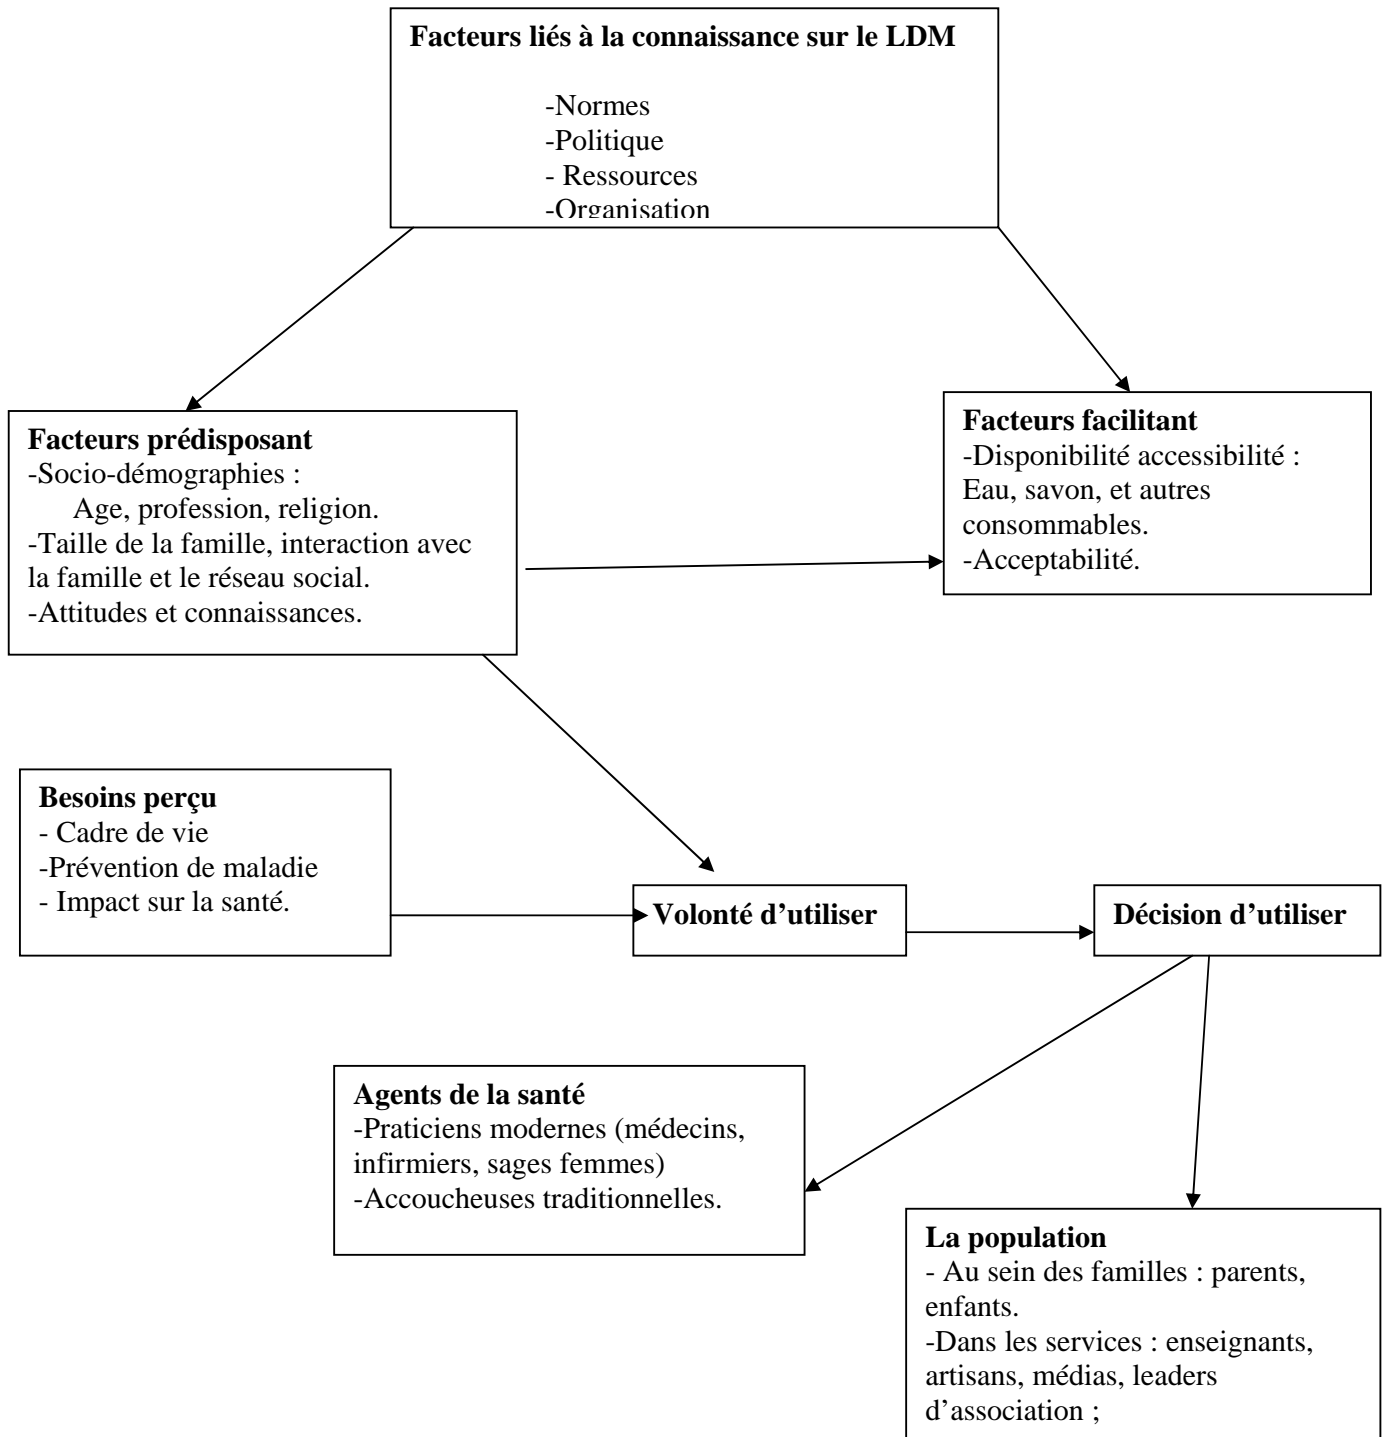 Facteurs liés à la connaissance sur le LDM
-Normes
-Politique
- Ressources
-Organisation
Facteurs prédisposant
-Socio-démographies :
Age, profession, religion.
-Taille de la famille, interaction avec
la famille et le réseau social.
-Attitudes et connaissances.
Facteurs facilitant
-Disponibilité accessibilité :
Eau, savon, et autres
consommables.
-Acceptabilité.
Besoins perçu
- Cadre de vie
-Prévention de maladie
- Impact sur la santé.
Volonté d’utiliser
Décision d’utiliser
Agents de la santé
-Praticiens modernes (médecins,
infirmiers, sages femmes)
-Accoucheuses traditionnelles.
La population
- Au sein des familles : parents,
enfants.
-Dans les services : enseignants,
artisans, médias, leaders
d’association ;